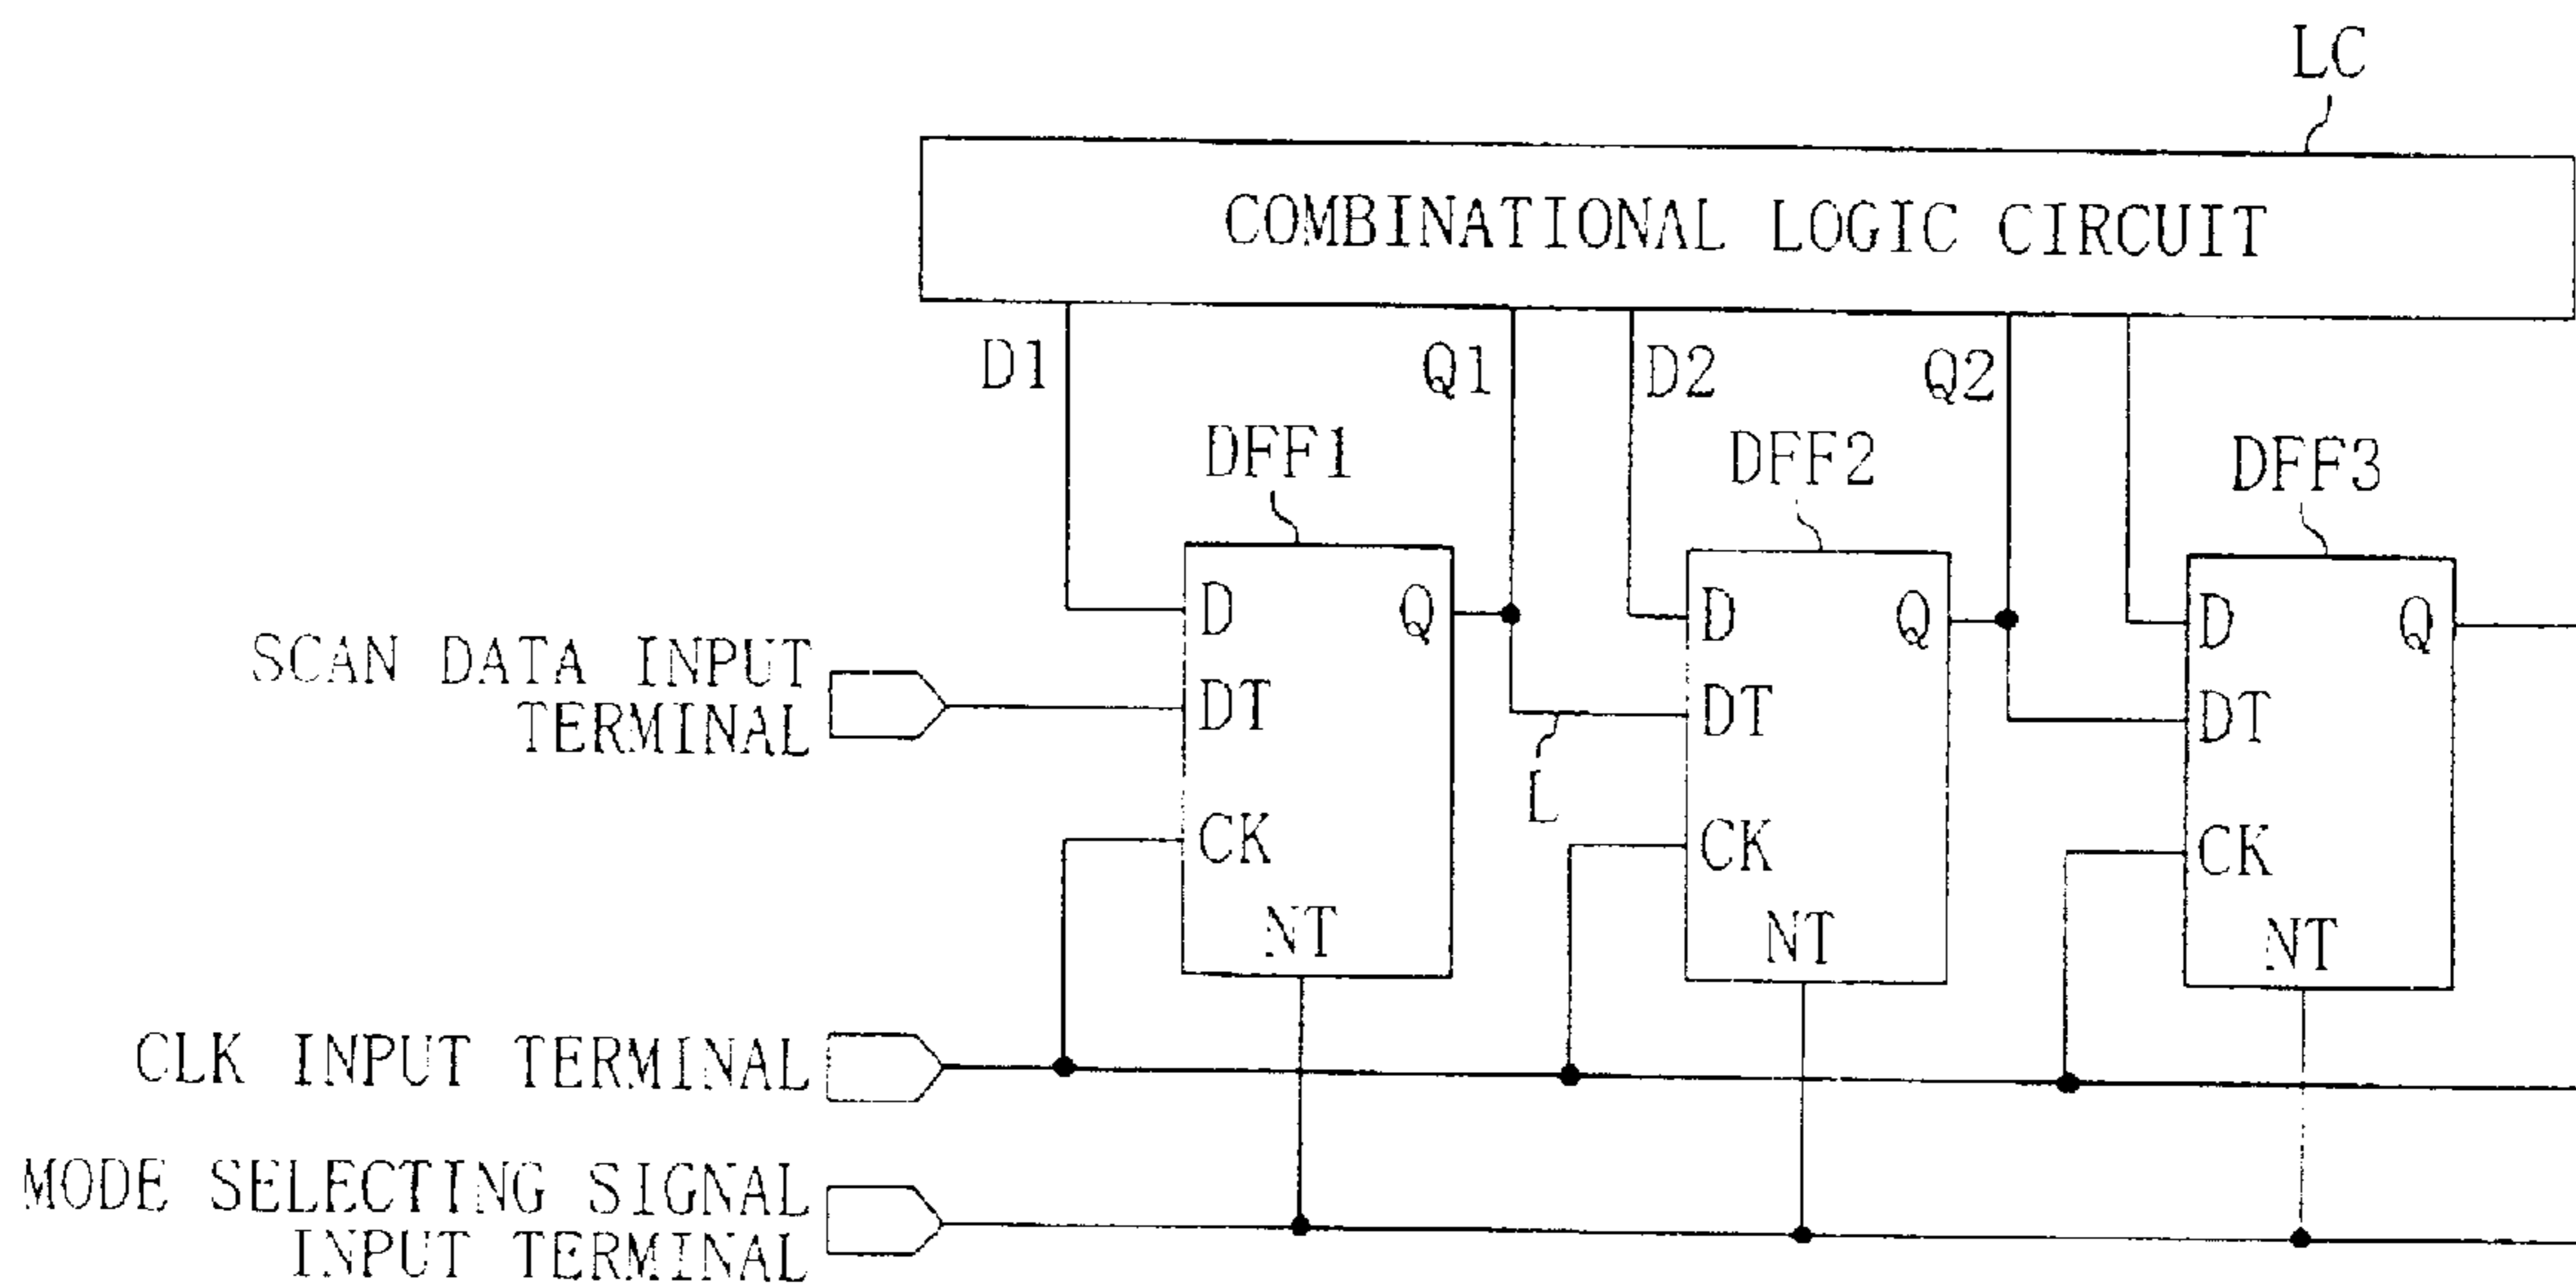 LC
COMBINATIONAL LOGIC CIRCUIT
D1
Q1
D2
Q2
DFF1
DFF2
DFF3
D
Q
D
Q
D
Q
SCAN DATA INPUT
TERMINAL
DT
DT
DT
L
CK
CK
CK
NT
NT
NT
CLK INPUT TERMINAL
MODE SELECTING SIGNAL
INPUT TERMINAL